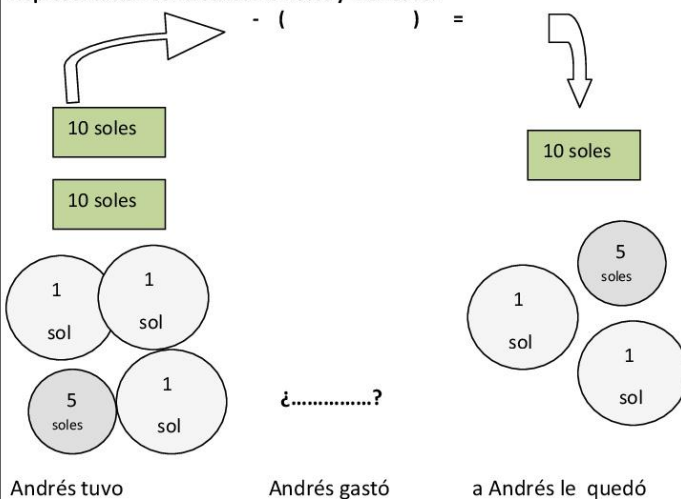 - ( ) =
10 soles
10 soles
10 soles
1
sol
1
sol
5
soles
1
sol
5
soles
1
sol
1
sol
¿...............?
Andrés tuvo
Andrés gastó
a Andrés le quedó